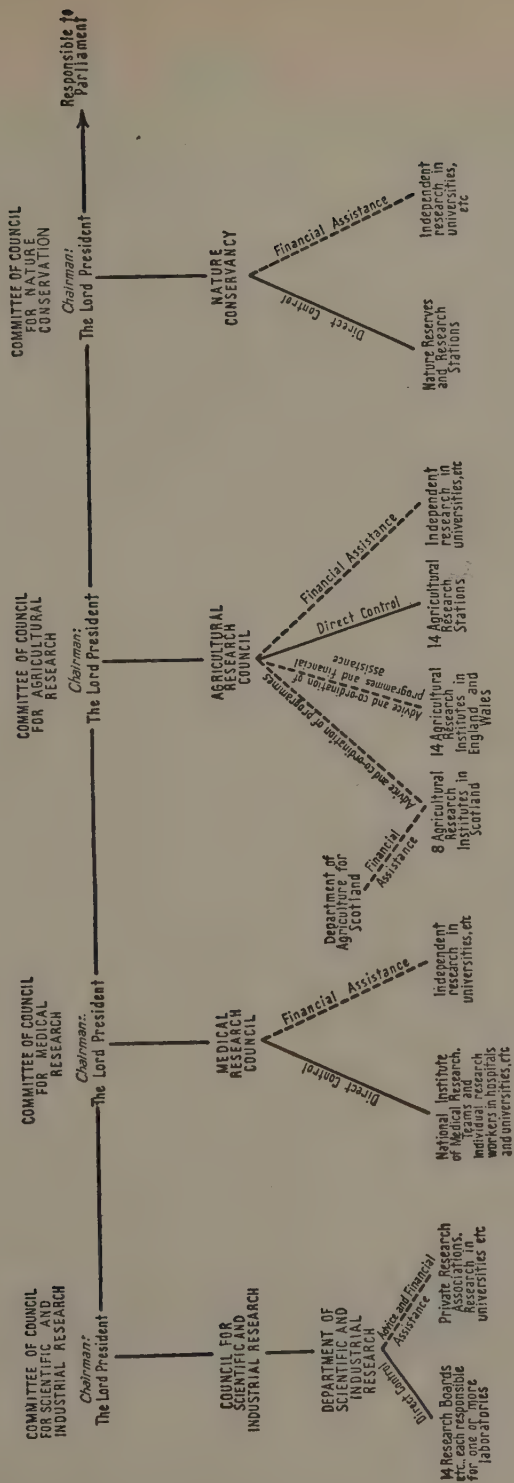 COMMITTEE OF COUNCIL
FOR SCIENTIFIC AND
INDUSTRIAL RESEARCH
Chairman:
The Lord President
COUNCIL FOR
SCIENTIFIC AND
INDUSTRIAL RESEARCH
DEPARTMENT OF
SCIENTIFIC AND
INDUSTRIAL
RESEARCH
Direct Control
Advice and Financial
Assistance
14 Research Boards
etc. each responsible
for one or more
laboratories
Private Research
Associations.
Research in
universities etc
COMMITTEE OF COUNCIL
FOR MEDICAL
RESEARCH
Chairman:
The Lord President
MEDICAL
RESEARCH
COUNCIL
Direct Control
Financial Assistance
National Institute
of Medical Research.
Teams and
individual research
workers in hospitals
and universities, etc
Independent
research in
universities, etc
COMMITTEE OF COUNCIL
FOR AGRICULTURAL
RESEARCH
Chairman:
The Lord President
AGRICULTURAL
RESEARCH
COUNCIL
Advice and co-ordination of programmes
Advice and co-ordination of
programmes and financial
assistance
Direct Control
Financial Assistance
Department of
Agriculture for
Scotland
Financial
Assistance
8 Agricultural
Research
Institutes in
Scotland
14 Agricultural
Research
Institutes in
England and
Wales
14 Agricultural
Research
Stations
Independent
research in
universities, etc
COMMITTEE OF COUNCIL
FOR NATURE
CONSERVATION
Chairman:
The Lord President
Responsible to
Parliament
NATURE
CONSERVANCY
Direct Control
Financial Assistance
Nature Reserves
and Research
Stations
Independent
research in
universities,
etc